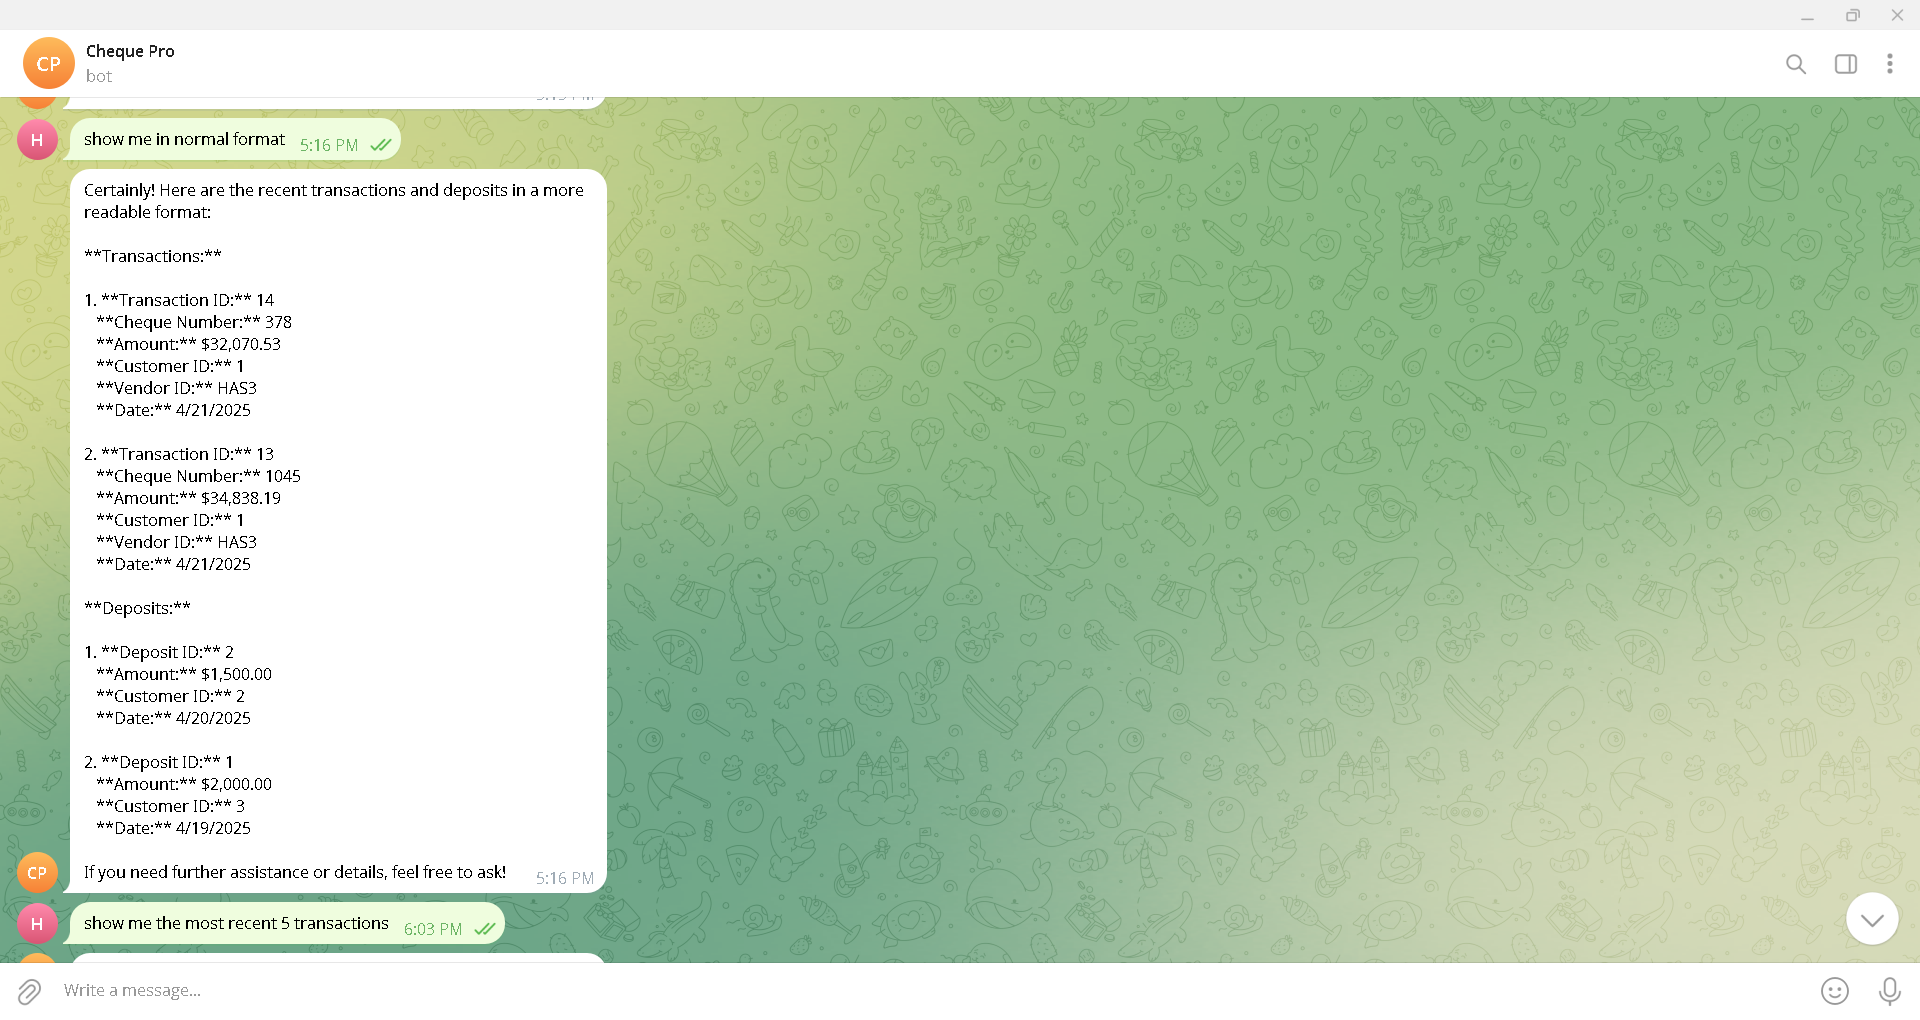 CP
Cheque Pro
bot
H
show me in normal format
5:16 PM
Certainly! Here are the recent transactions and deposits in a more
readable format:
**Transactions:**
1. **Transaction ID:** 14
**Cheque Number:** 378
**Amount:** $32,070.53
**Customer ID:** 1
**Vendor ID:** HAS3
**Date:** 4/21/2025
2. **Transaction ID:** 13
**Cheque Number:** 1045
**Amount:** $34,838.19
**Customer ID:** 1
**Vendor ID:** HAS3
**Date:** 4/21/2025
**Deposits:**
1. **Deposit ID:** 2
**Amount:** $1,500.00
**Customer ID:** 2
**Date:** 4/20/2025
2. **Deposit ID:** 1
**Amount:** $2,000.00
**Customer ID:** 3
**Date:** 4/19/2025
CP
If you need further assistance or details, feel free to ask!
5:16 PM
H
show me the most recent 5 transactions
6:03 PM
Write a message...